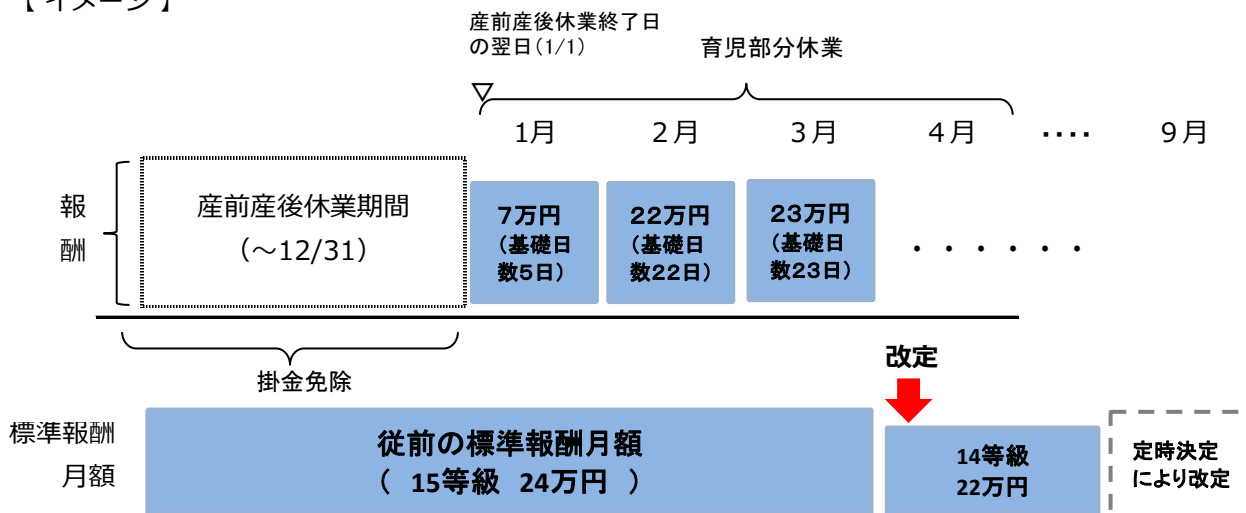 【 イメージ 】
産前産後休業終了日
の翌日(1/1)
育児部分休業
1月
2月
3月
4月
‥‥
9月
報
酬
産前産後休業期間
(～12/31)
7万円
(基礎日
数5日)
22万円
(基礎日
数22日)
23万円
(基礎日
数23日)
・・・・・・
掛金免除
改定
標準報酬
月額
従前の標準報酬月額
( 15等級 24万円 )
14等級
22万円
定時決定
により改定